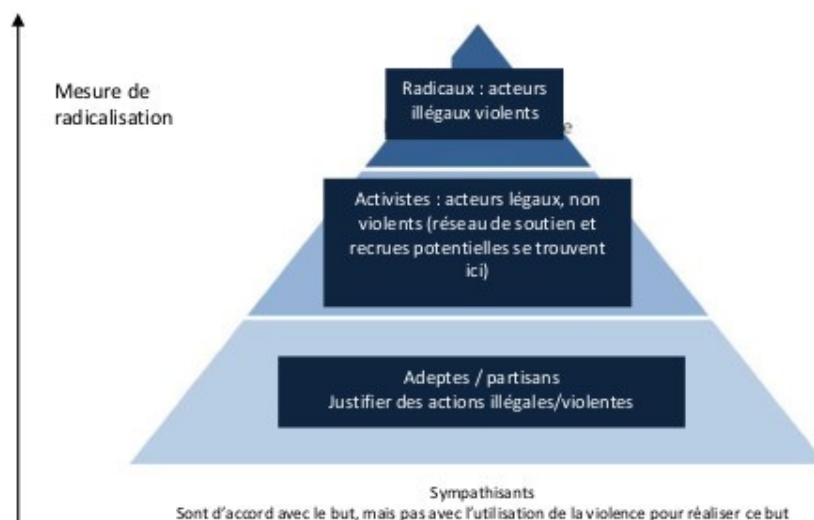 Mesure de
radicalisation
Radicaux : acteurs
illégaux violents
e
Activistes : acteurs légaux, non
violents (réseau de soutien et
recrues potentielles se trouvent
ici)
Adeptes / partisans
Justifier des actions illégales/violentes
Sympathisants
Sont d'accord avec le but, mais pas avec l'utilisation de la violence pour réaliser ce but